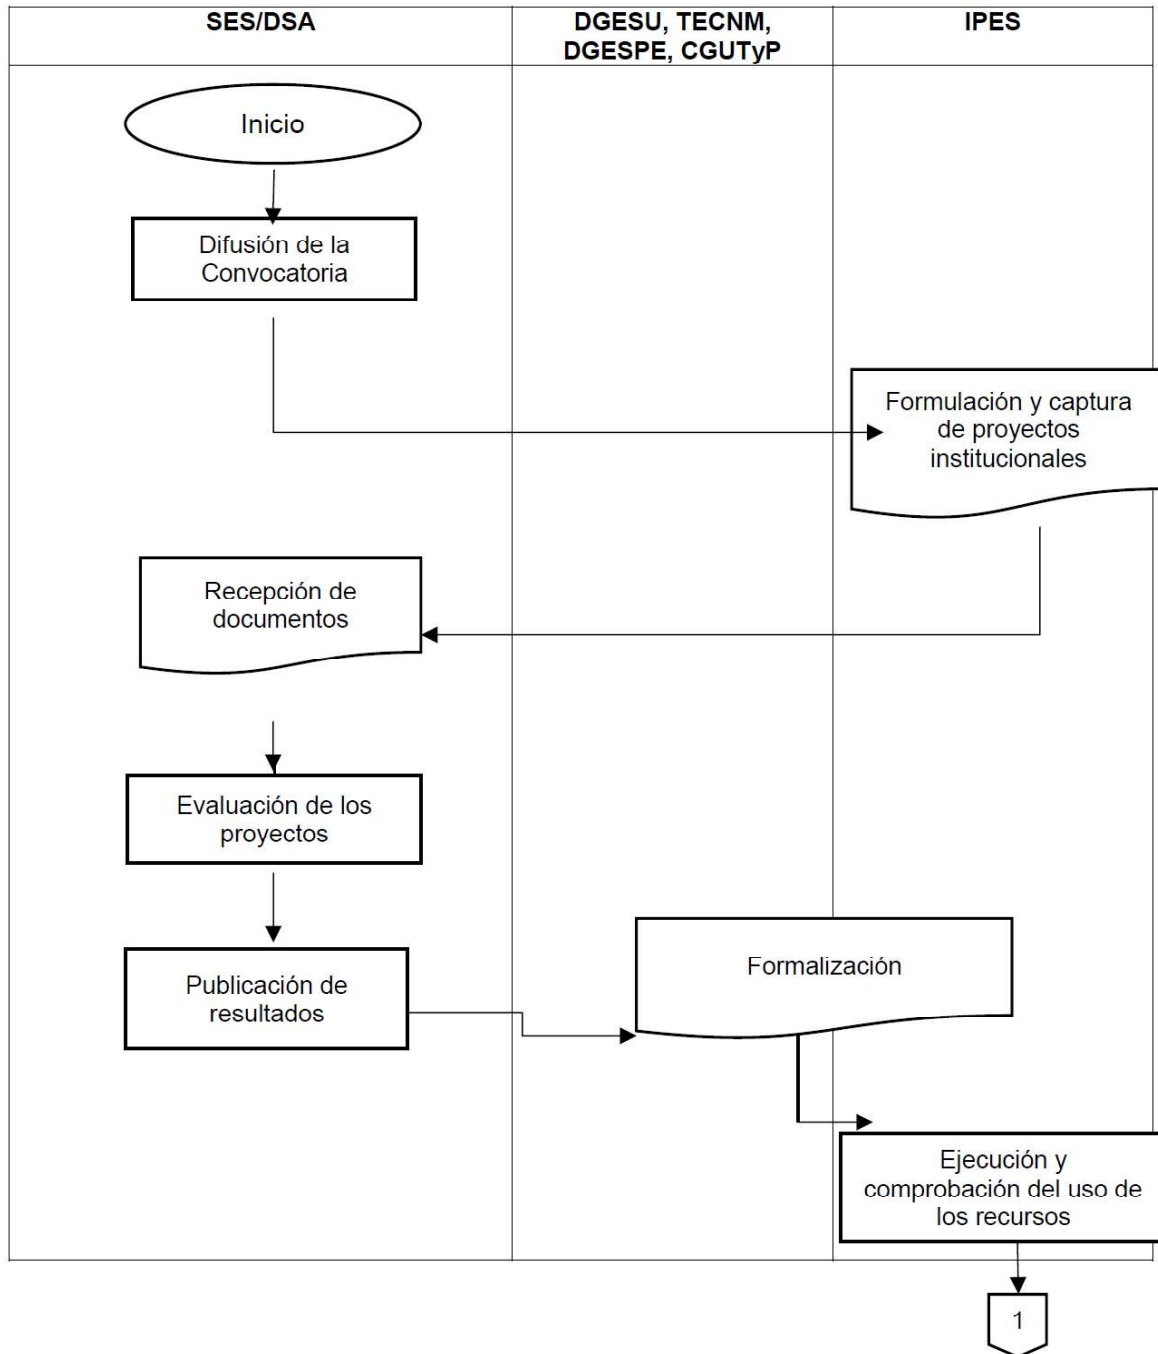 SES/DSA
DGESU, TECNM,
DGESPE, CGUTyP
IPES
Inicio
Difusión de la
Convocatoria
Formulación y captura
de proyectos
institucionales
Recepción de
documentos
Evaluación de los
proyectos
Publicación de
resultados
Formalización
Ejecución y
comprobación del uso de
los recursos
1